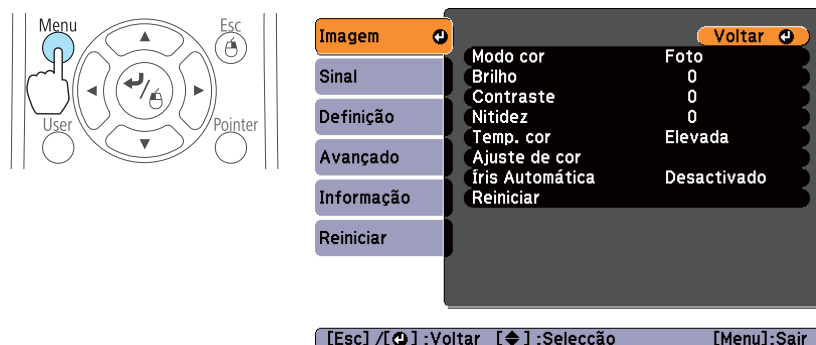 Menu
Esc
User
Pointer
Imagem
Sinal
Definição
Avançado
Informação
Reiniciar
Voltar
Modo cor Foto
Brilho 0
Contraste 0
Nitidez 0
Temp. cor Elevada
Ajuste de cor
Íris Automática Desactivado
Reiniciar
[Esc] /[ ] :Voltar [ ] :Selecção [Menu]:Sair